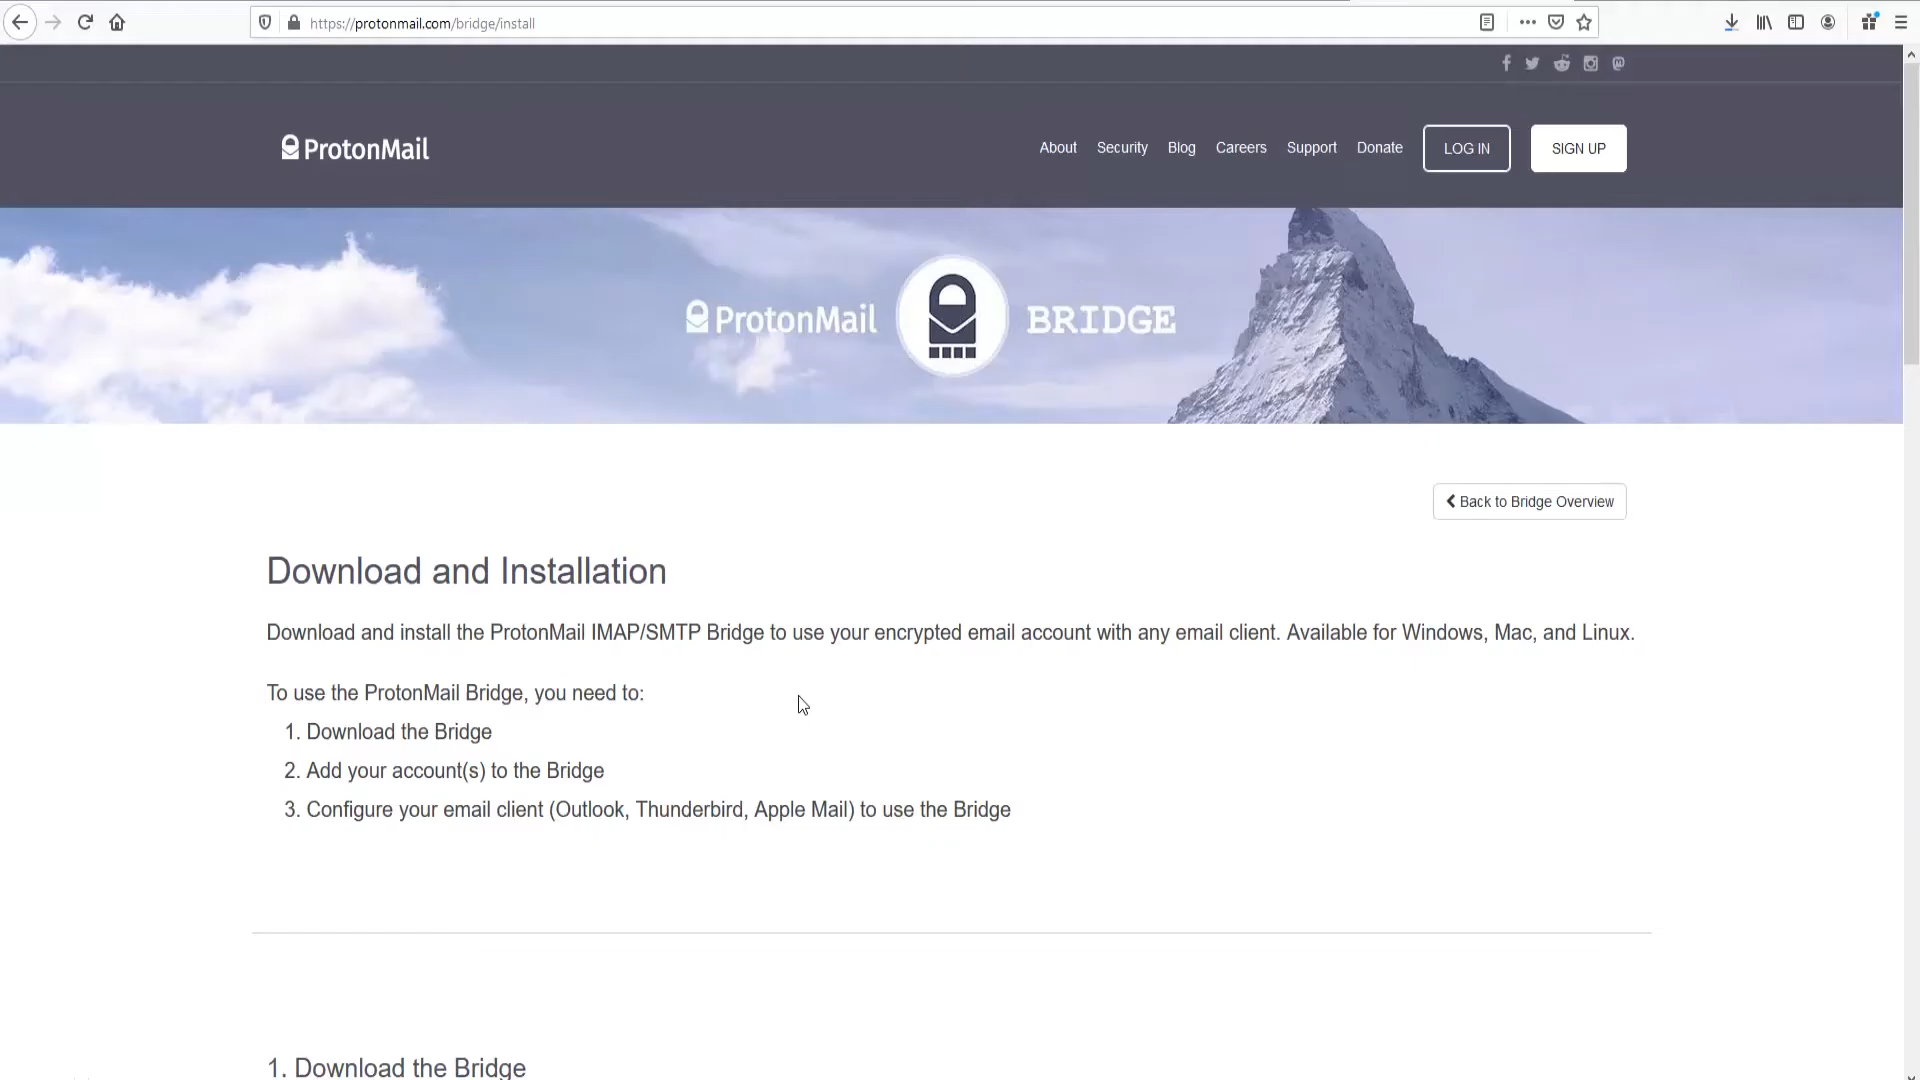 https://protonmail.com/bridge/install
ProtonMail
About Security Blog Careers Support Donate LOG IN SIGN UP
ProtonMail BRIDGE
Back to Bridge Overview
Download and Installation
Download and install the ProtonMail IMAP/SMTP Bridge to use your encrypted email account with any email client. Available for Windows, Mac, and Linux.
To use the ProtonMail Bridge, you need to:
1. Download the Bridge
2. Add your account(s) to the Bridge
3. Configure your email client (Outlook, Thunderbird, Apple Mail) to use the Bridge
1. Download the Bridge